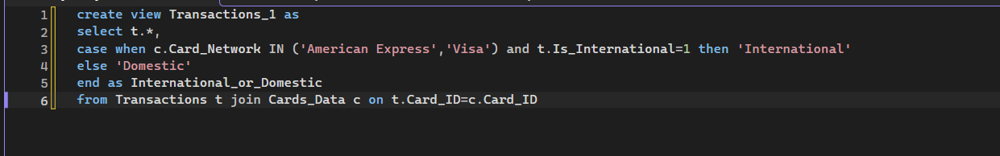 1 create view Transactions_1 as
2 select t.*,
3 case when c.Card_Network IN ('American Express','Visa') and t.Is_International=1 then 'International'
4 else 'Domestic'
5 end as International_or_Domestic
6 from Transactions t join Cards_Data c on t.Card_ID=c.Card_ID